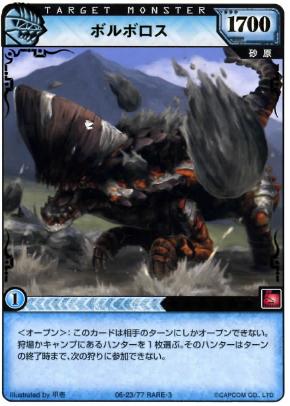 TARGET MONSTER
ボルボロス
1700
砂原
1
<オープン>:このカードは相手のターンにしかオープンできない。
狩場かキャンプにあるハンターを1枚選ぶ。そのハンターはターン
の終了時まで、次の狩りに参加できない。
Illustrated by 甲壱 06-23/77 RARE-3 ©CAPCOM CO., LTD